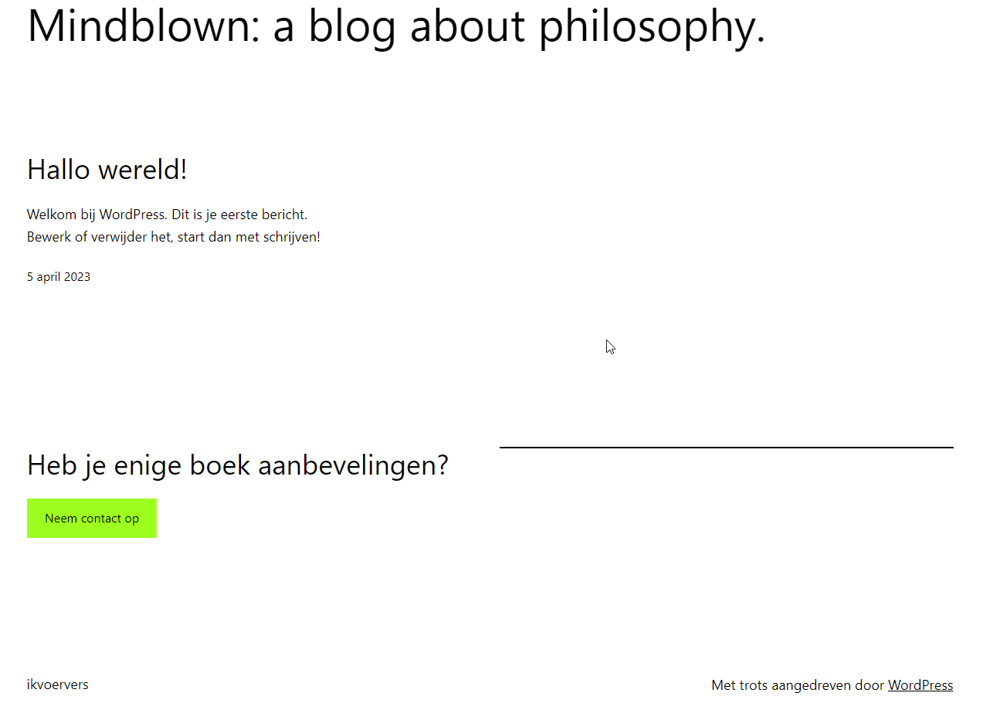 Mindblown: a blog about philosophy.
Hallo wereld!
Welkom bij WordPress. Dit is je eerste bericht.
Bewerk of verwijder het, start dan met schrijven!
5 april 2023
Heb je enige boek aanbevelingen?
Neem contact op
ikvoervers
Met trots aangedreven door WordPress